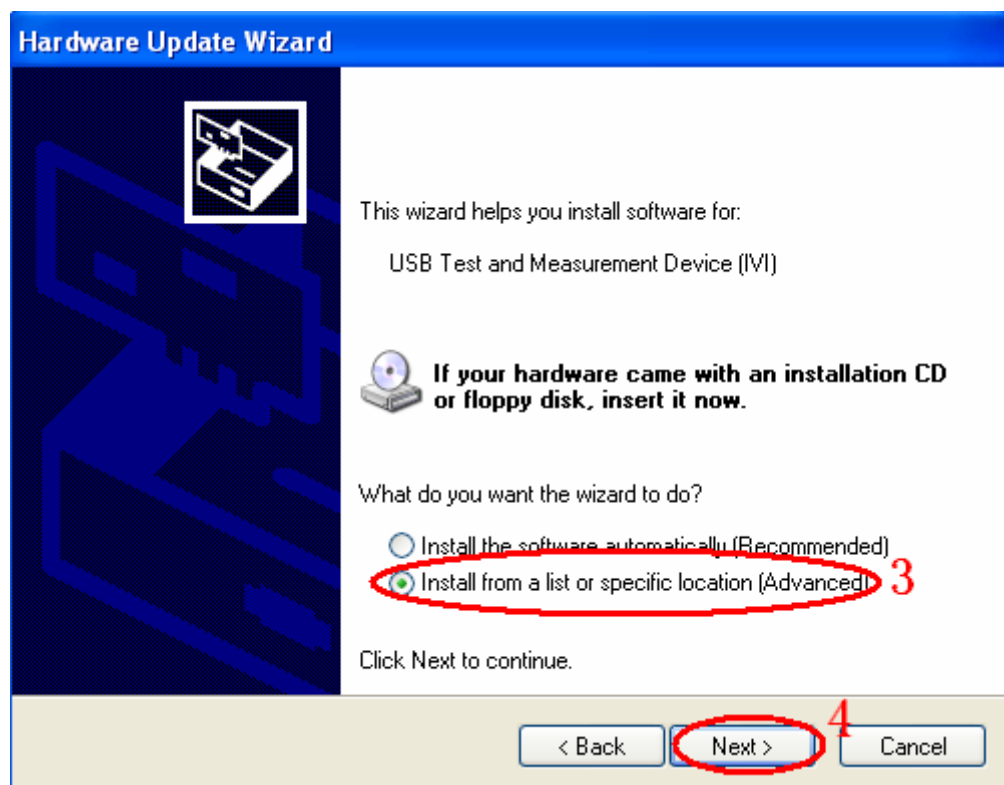 Hardware Update Wizard
This wizard helps you install software for:
USB Test and Measurement Device (IVI)
If your hardware came with an installation CD
or floppy disk, insert it now.
What do you want the wizard to do?
Install the software automatically (Recommended)
Install from a list or specific location (Advanced)
3
Click Next to continue.
4
< Back
Next >
Cancel